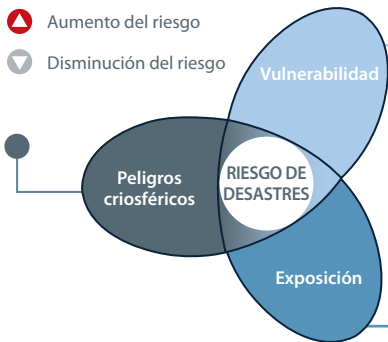 Aumento del riesgo
Disminución del riesgo
Vulnerabilidad
Peligros
criosféricos
RIESGO DE
DESASTRES
Exposición